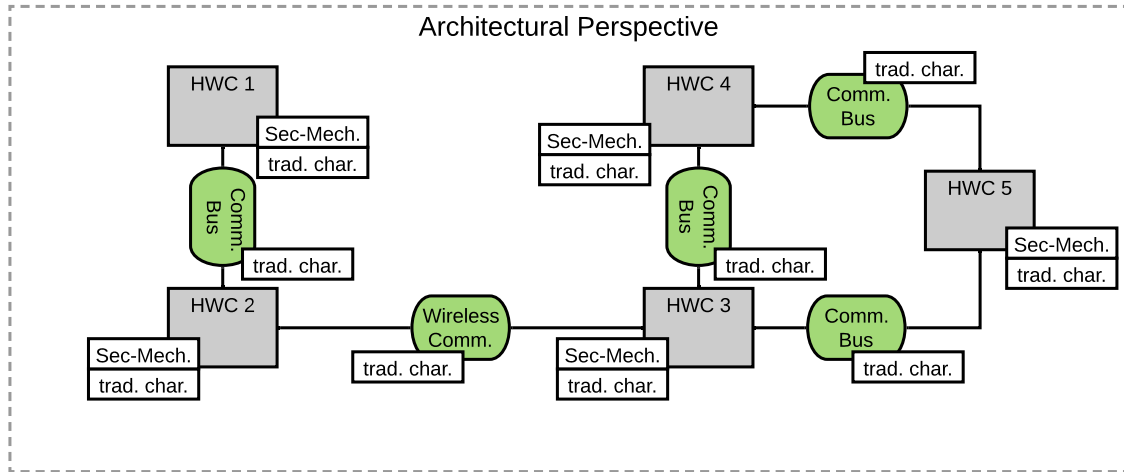 Architectural Perspective
HWC 1
Sec-Mech.
trad. char.
HWC 4
Sec-Mech.
trad. char.
trad. char.
Comm.
Bus
Comm.
Bus
trad. char.
Comm.
Bus
trad. char.
HWC 5
Sec-Mech.
trad. char.
HWC 2
Sec-Mech.
trad. char.
Wireless
Comm.
trad. char.
HWC 3
Sec-Mech.
trad. char.
Comm.
Bus
trad. char.